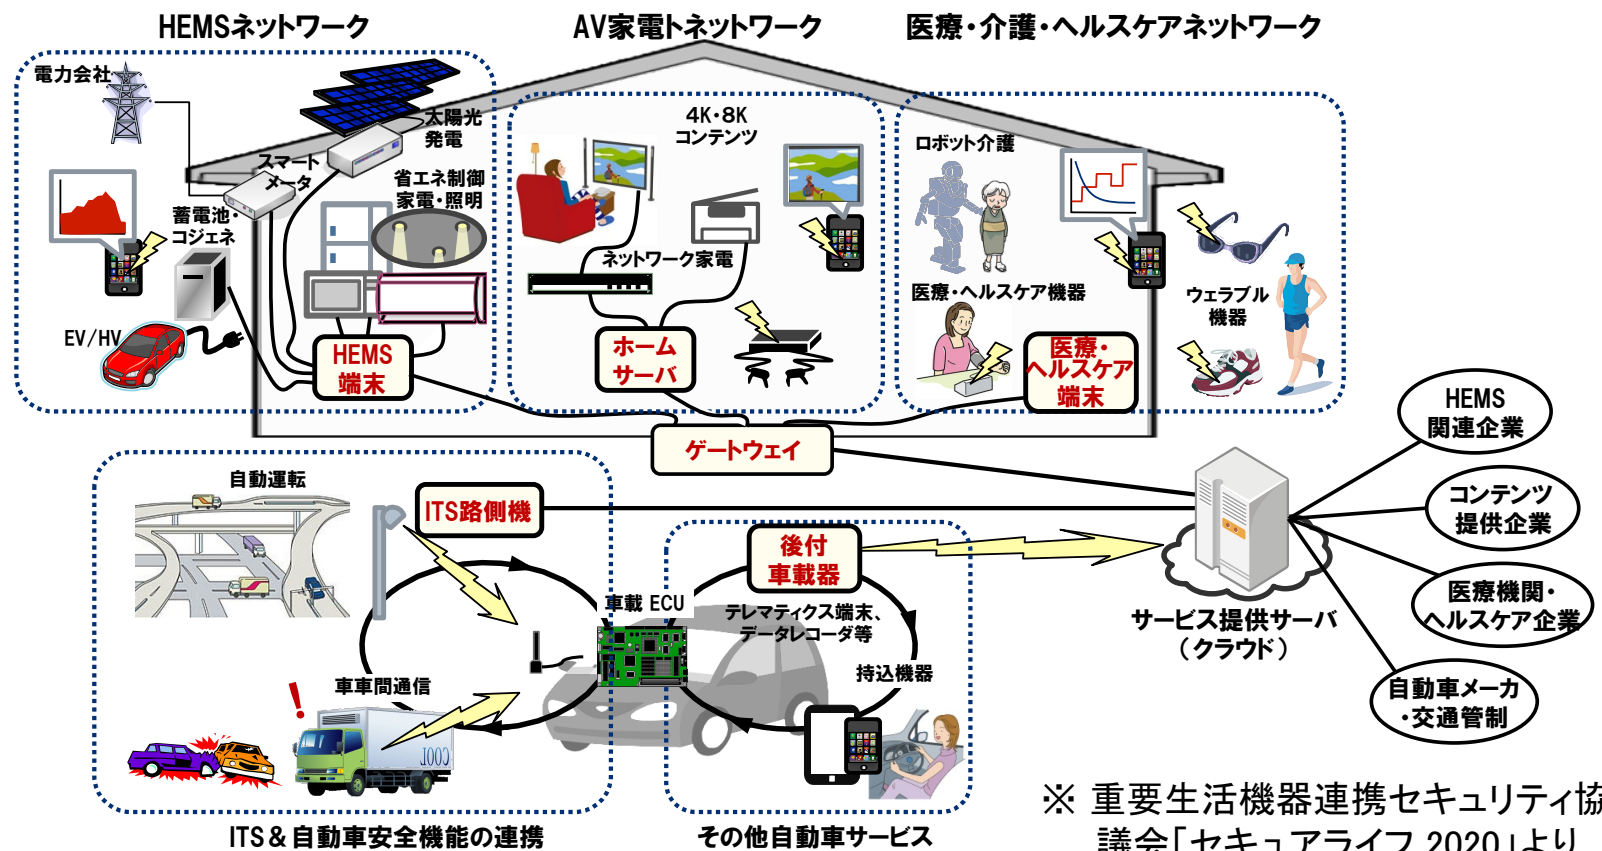 HEMSネットワーク
AV家電トネットワーク
医療・介護・ヘルスケアネットワーク
電力会社
太陽光
発電
スマート
メータ
省エネ制御
家電・照明
蓄電池・
コジェネ
EV/HV
HEMS
端末
4K・8K
コンテンツ
ネットワーク家電
ホーム
サーバ
ロボット介護
医療・ヘルスケア機器
ウェラブル
機器
医療・
ヘルスケア
端末
ゲートウェイ
HEMS
関連企業
コンテンツ
提供企業
医療機関・
ヘルスケア企業
自動車メーカ
・交通管制
サービス提供サーバ
（クラウド）
自動運転
ITS路側機
後付
車載器
車載 ECU
テレマティクス端末、
データレコーダ等
持込機器
車車間通信
!
COOL
ITS＆自動車安全機能の連携
その他自動車サービス
※ 重要生活機器連携セキュリティ協
議会「セキュアライフ 2020」より